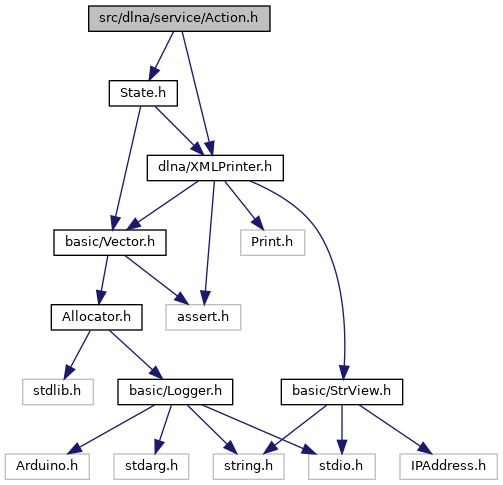 src/dlna/service/Action.h
State.h
dlna/XMLPrinter.h
basic/Vector.h
Print.h
Allocator.h
assert.h
stdlib.h
basic/Logger.h
basic/StrView.h
Arduino.h
stdarg.h
string.h
stdio.h
IPAddress.h